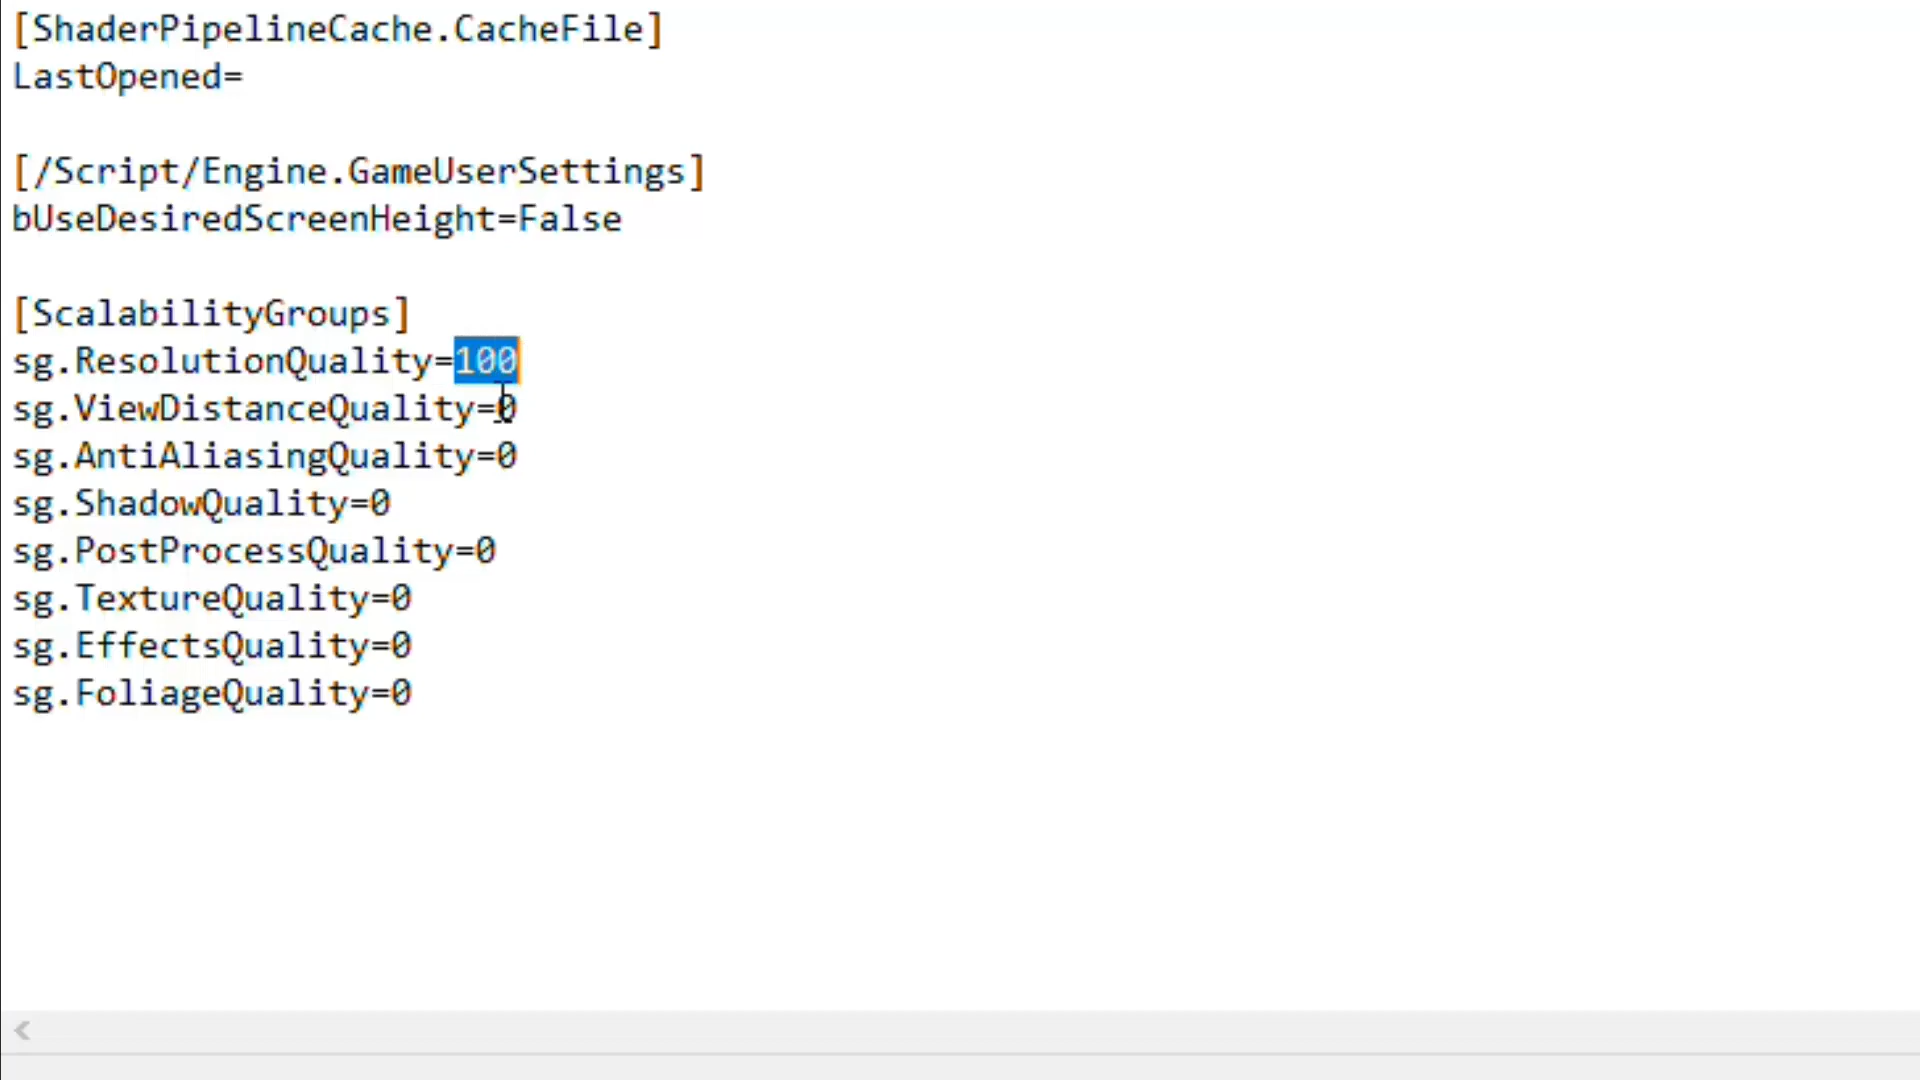 [ShaderPipelineCache.CacheFile]
LastOpened=
[/Script/Engine.GameUserSettings]
bUseDesiredScreenHeight=False
[ScalabilityGroups]
sg.ResolutionQuality=100
sg.ViewDistanceQuality=0
sg.AntiAliasingQuality=0
sg.ShadowQuality=0
sg.PostProcessQuality=0
sg.TextureQuality=0
sg.EffectsQuality=0
sg.FoliageQuality=0